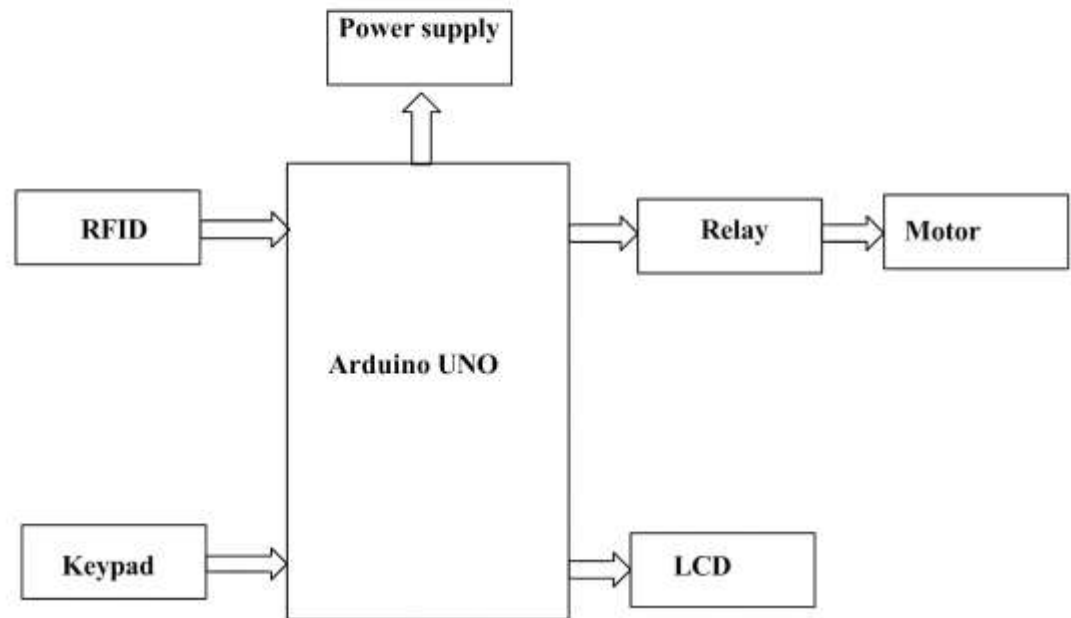 Power supply
RFID
Relay
Motor
Arduino UNO
Keypad
LCD